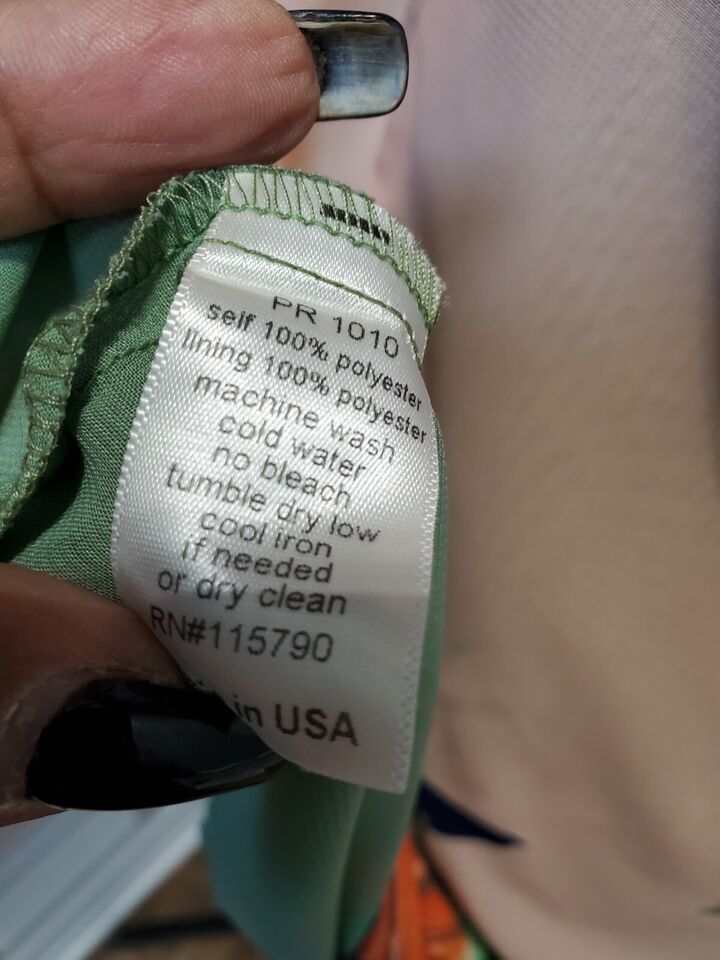 PR 1010
self 100% polyester
lining 100% polyester
machine wash
cold water
no bleach
tumble dry low
cool iron
if needed
or dry clean
RN#115790
in USA